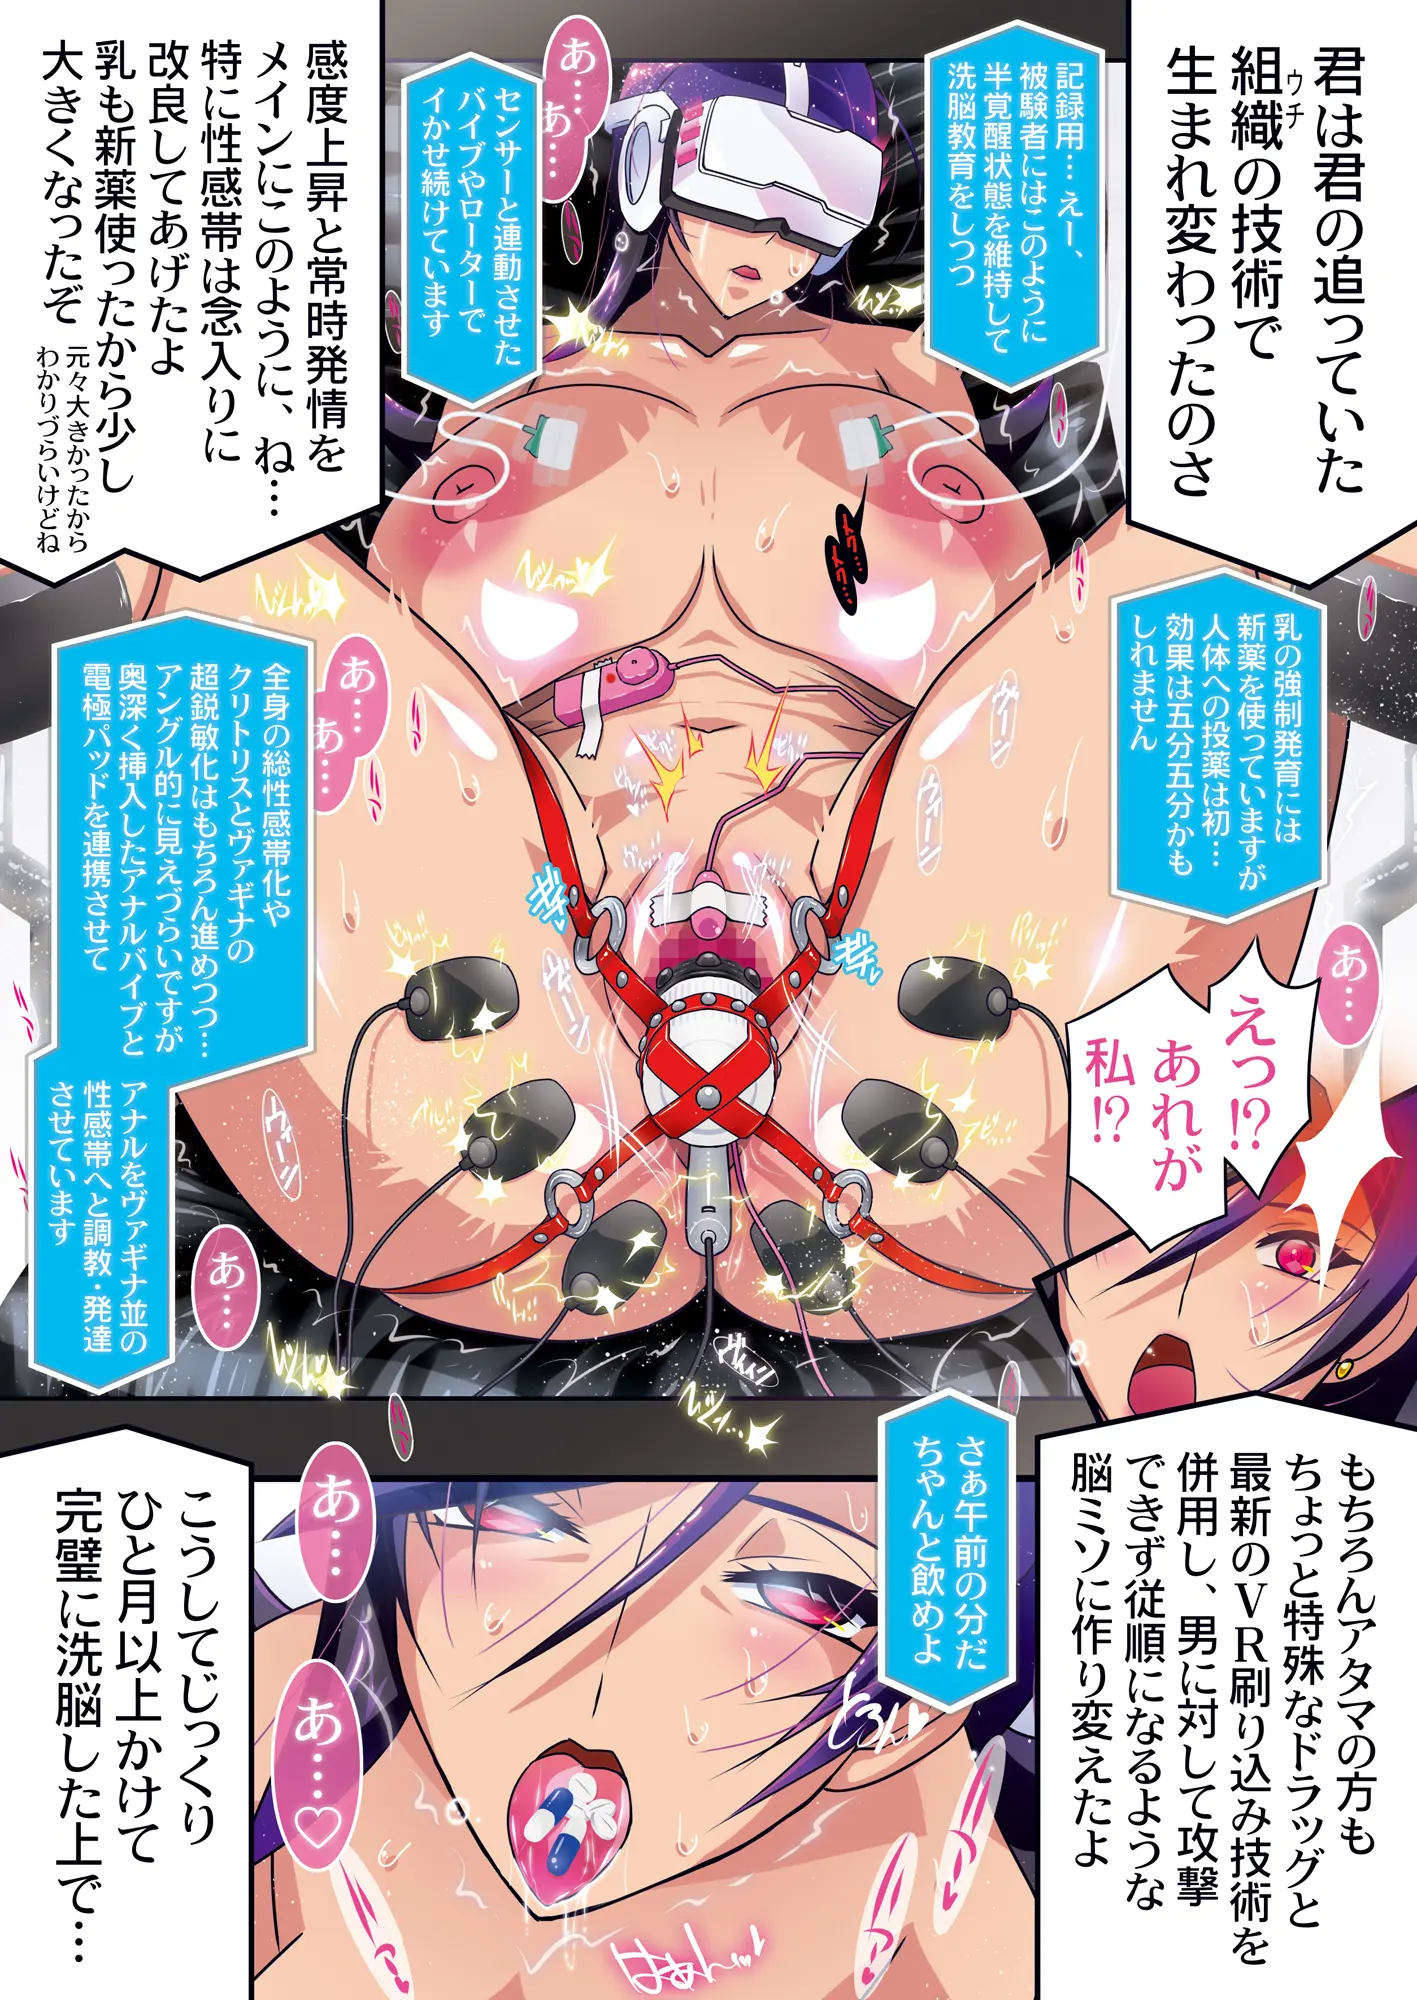 君は君の追っていた
組織の技術で
ウチ
生まれ変わったのさ
記録用…えー、
被験者にはこのように
半覚醒状態を維持して
洗脳教育をしつつ
あ…
あ…
センサーと連動させた
バイブやローターで
イかせ続けています
感度上昇と常時発情を
メインにこのように、ね…
特に性感帯は念入りに
改良してあげたよ
乳も新薬使ったから少し
大きくなったぞ
元々大きかったから
わかりづらいけどね
乳の強制発育には
新薬を使っていますが
人体への投薬は初…
効果は五分五分かも
しれません
あ…
あ…
全身の総性感帯化や
クリトリスとヴァギナの
超鋭敏化はもちろん進めつつ…
アングル的に見えづらいですが
奥深く挿入したアナルバイブと
電極パッドを連携させて
アナルをヴァギナ並の
性感帯へと調教・発達
させています
ウィーン
ヴィーン
ウィーン
あ…
えっ!?
あれが
私!?
あ…
もちろんアタマの方も
ちょっと特殊なドラッグと
最新のVR刷り込み技術を
併用し、男に対して攻撃
できず従順になるような
脳ミソに作り変えたよ
さぁ午前の分だ
ちゃんと飲めよ
とろん♥
あ…
あ…♡
はぁん
こうしてじっくり
ひと月以上かけて
完璧に洗脳した上で…